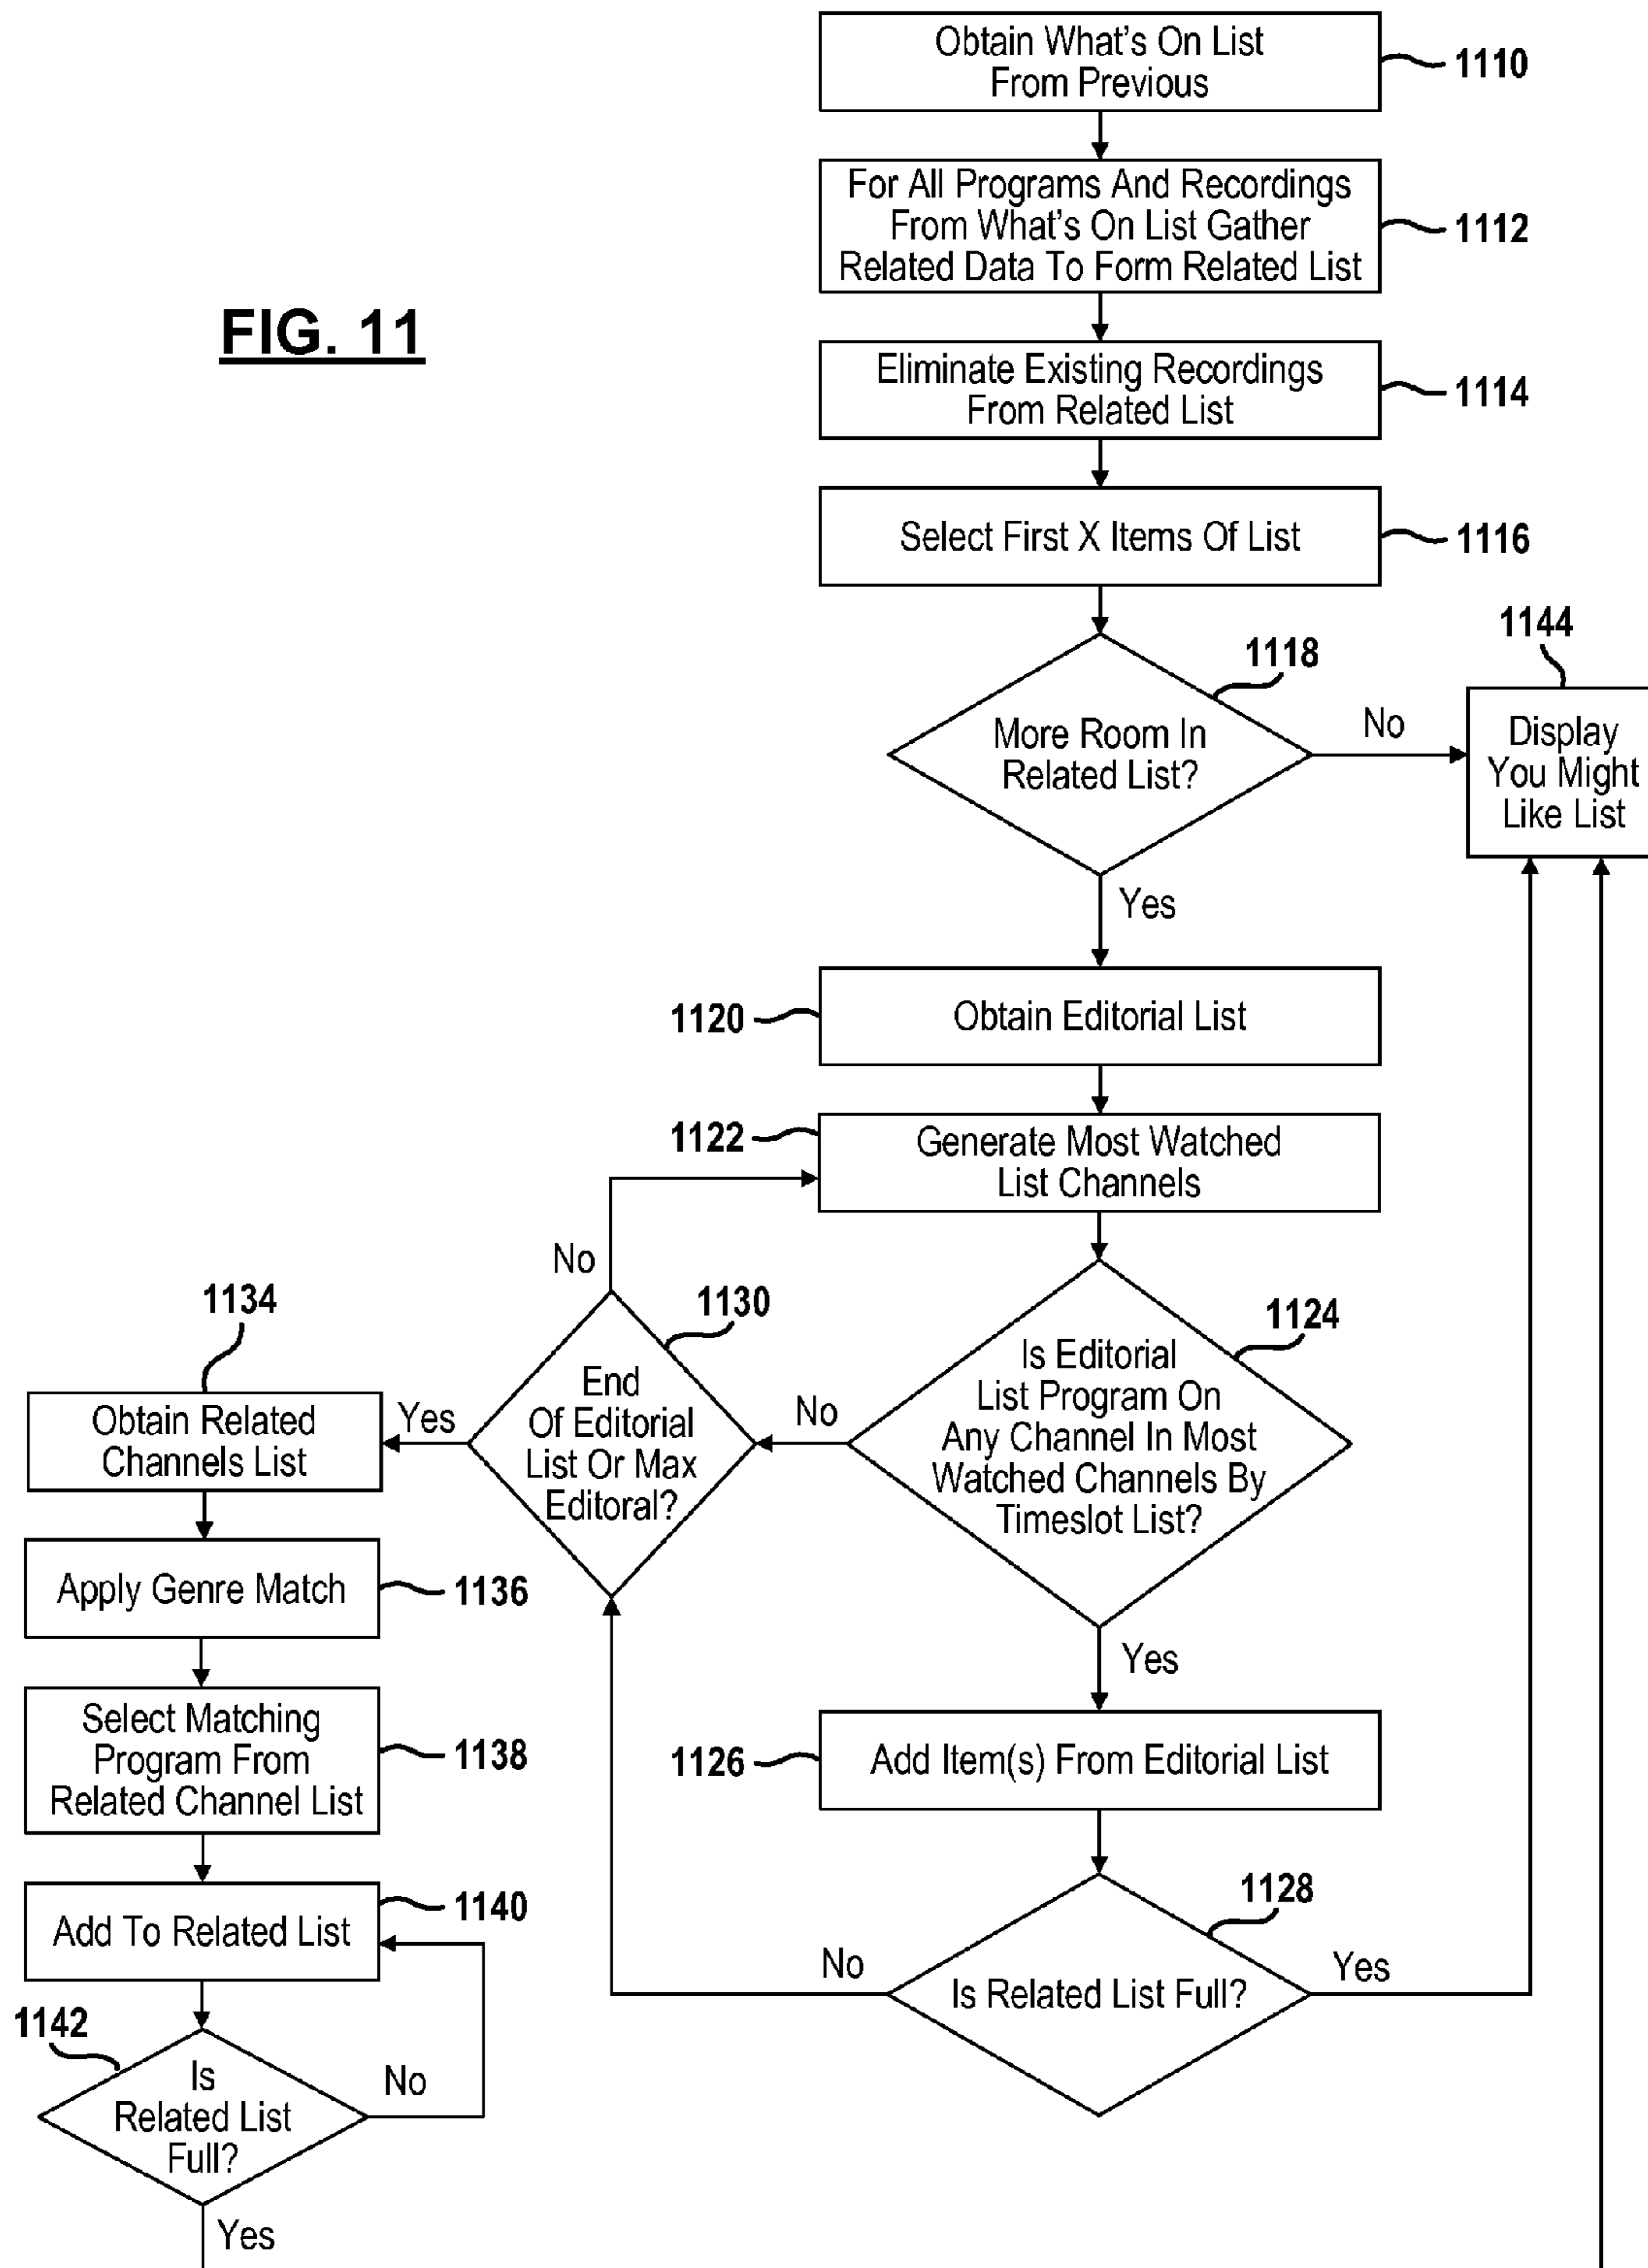 Obtain What's On List
From Previous
1110
For All Programs And Recordings
From What's On List Gather
Related Data To Form Related List
1112
FIG. 11
Eliminate Existing Recordings
From Related List
1114
Select First X Items Of List
1116
1118
More Room In
Related List?
No
Yes
1144
Display
You Might
Like List
1120
Obtain Editorial List
1122
Generate Most Watched
List Channels
1124
Is Editorial
List Program On
Any Channel In Most
Watched Channels By
Timeslot List?
No
Yes
1130
End
Of Editorial
List Or Max
Editoral?
No
Yes
1126
Add Item(s) From Editorial List
1128
Is Related List Full?
No
Yes
1134
Obtain Related
Channels List
Apply Genre Match
1136
Select Matching
Program From
Related Channel List
1138
Add To Related List
1140
1142
Is
Related List
Full?
No
Yes